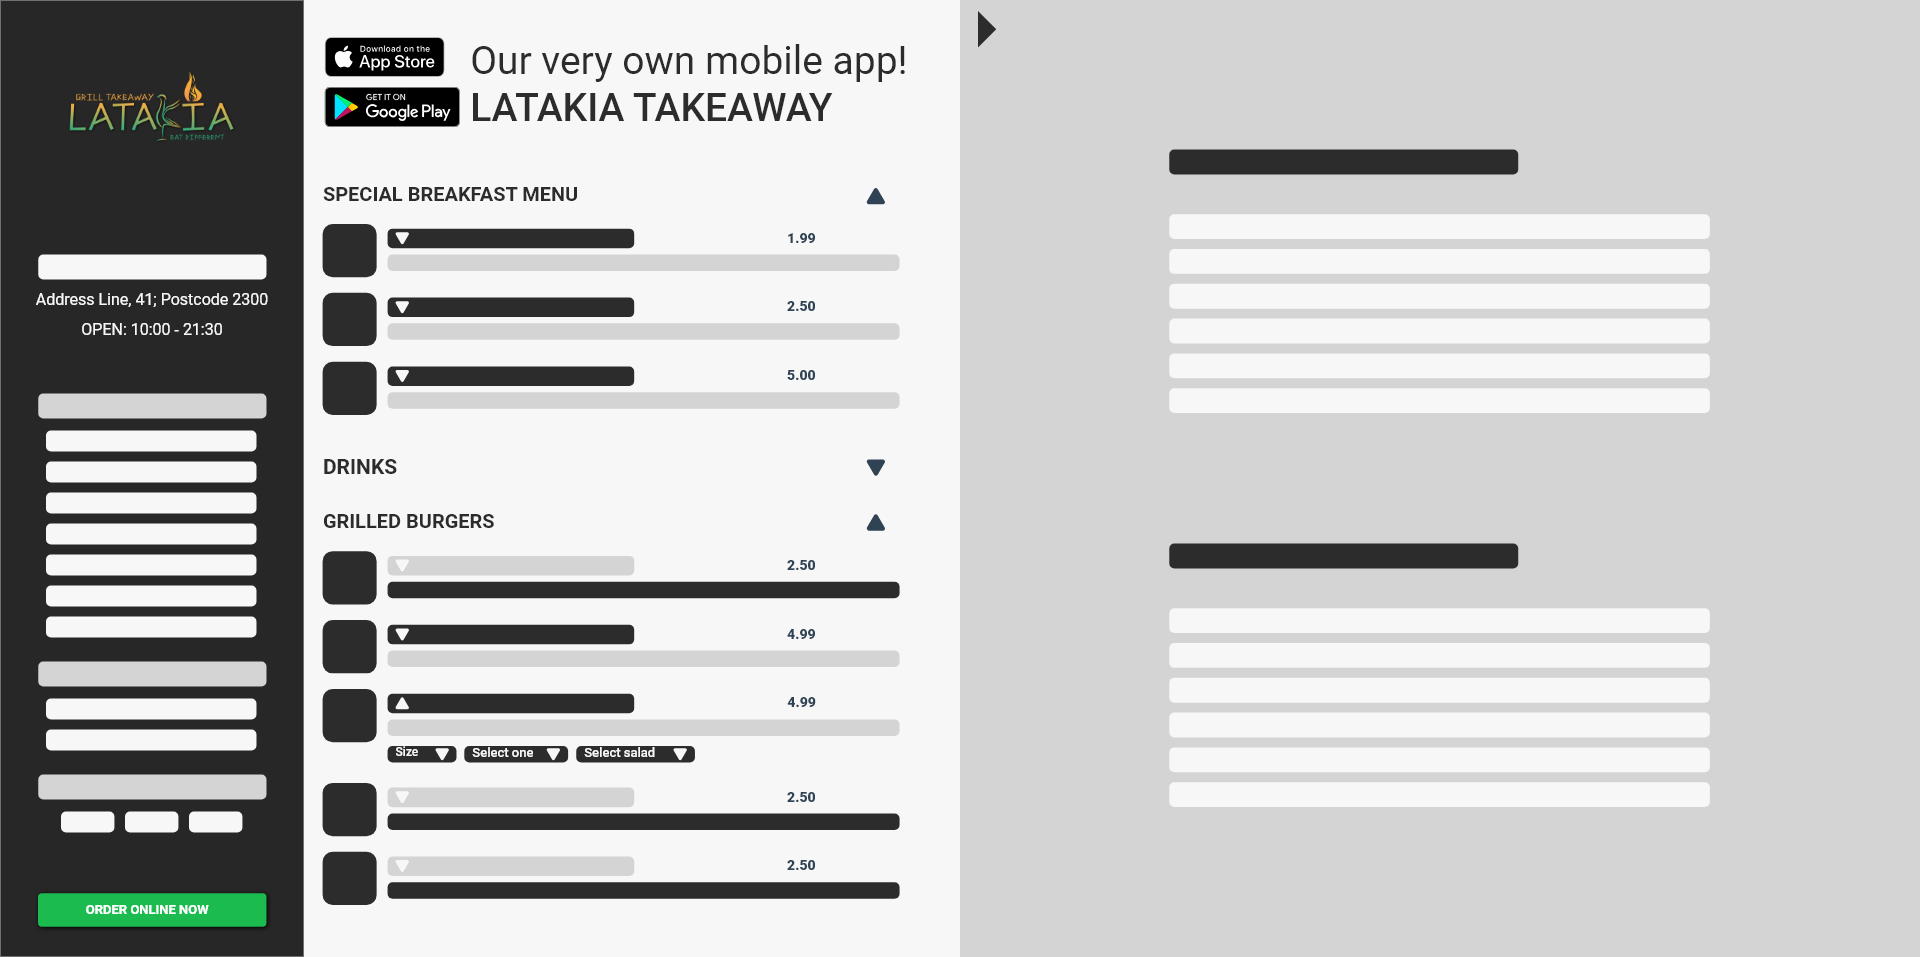 GRILL TAKEAWAY
LATAKIA
EAT DIFFERENT
Address Line, 41; Postcode 2300
OPEN: 10:00 - 21:30
ORDER ONLINE NOW
Download on the
App Store
GET IT ON
Google Play
Our very own mobile app!
LATAKIA TAKEAWAY
SPECIAL BREAKFAST MENU
1.99
2.50
5.00
DRINKS
GRILLED BURGERS
2.50
4.99
4.99
Size Select one Select salad
2.50
2.50